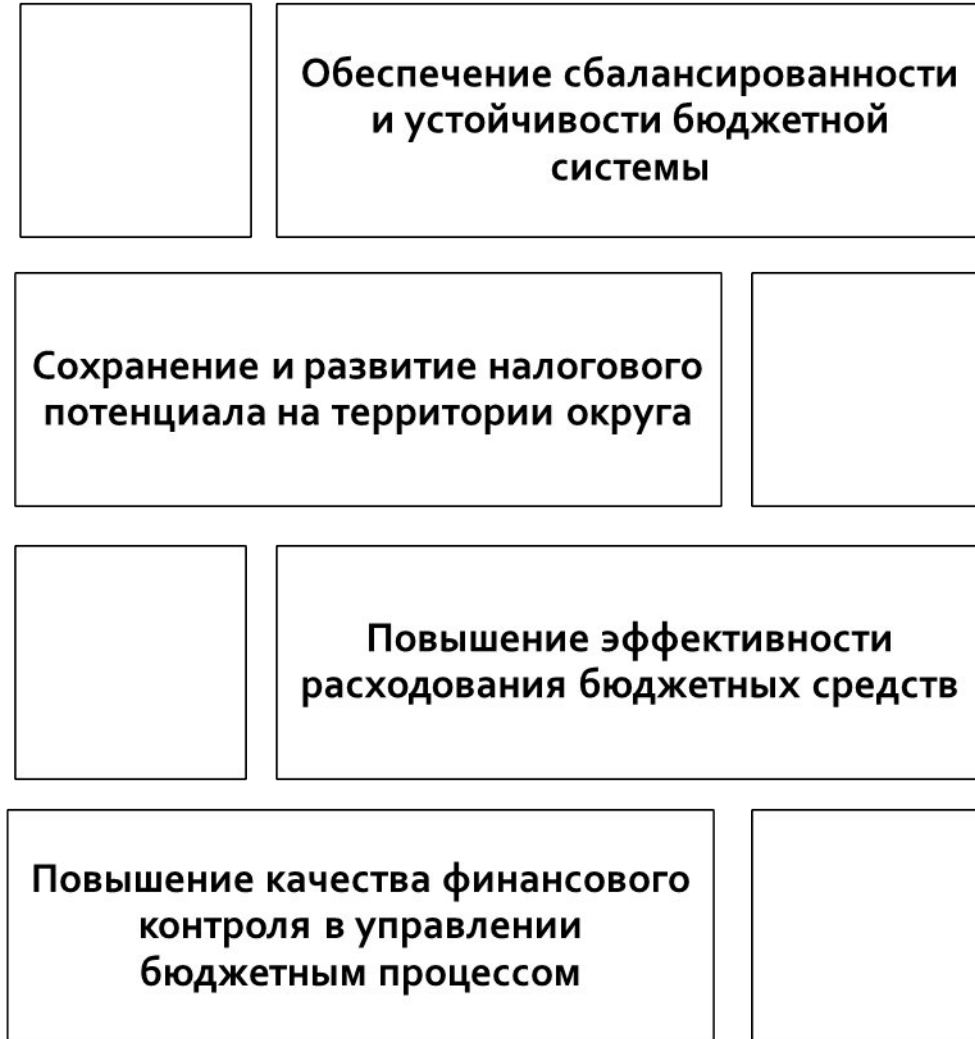 Обеспечение сбалансированности
и устойчивости бюджетной
системы
Сохранение и развитие налогового
потенциала на территории округа
Повышение эффективности
расходования бюджетных средств
Повышение качества финансового
контроля в управлении
бюджетным процессом